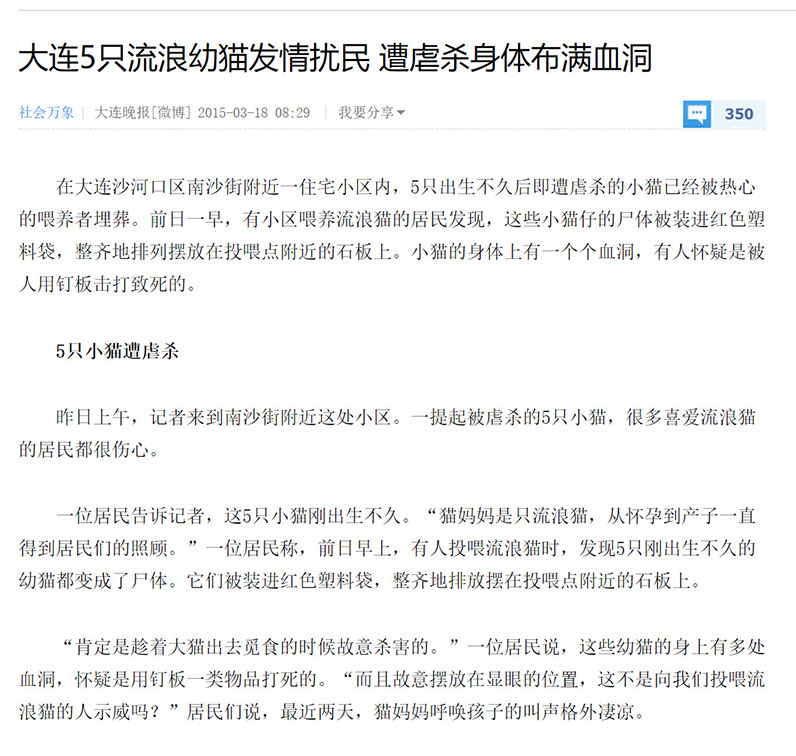 大连5只流浪幼猫发情扰民 遭虐杀身体布满血洞
社会万象 大连晚报[微博] 2015-03-18 08:29 我要分享 350
在大连沙河口区南沙街附近一住宅小区内，5只出生不久后即遭虐杀的小猫已经被热心
的喂养者埋葬。前日一早，有小区喂养流浪猫的居民发现，这些小猫仔的尸体被装进红色塑
料袋，整齐地排列摆放在投喂点附近的石板上。小猫的身体上有一个个血洞，有人怀疑是被
人用钉板击打致死的。
5只小猫遭虐杀
昨日上午，记者来到南沙街附近这处小区。一提起被虐杀的5只小猫，很多喜爱流浪猫
的居民都很伤心。
一位居民告诉记者，这5只小猫刚出生不久。“猫妈妈是只流浪猫，从怀孕到产子一直
得到居民们的照顾。”一位居民称，前日早上，有人投喂流浪猫时，发现5只刚出生不久的
幼猫都变成了尸体。它们被装进红色塑料袋，整齐地排放摆在投喂点附近的石板上。
“肯定是趁着大猫出去觅食的时候故意杀害的。”一位居民说，这些幼猫的身上有多处
血洞，怀疑是用钉板一类物品打死的。“而且故意摆放在显眼的位置，这不是向我们投喂流
浪猫的人示威吗？”居民们说，最近两天，猫妈妈呼唤孩子的叫声格外凄凉。